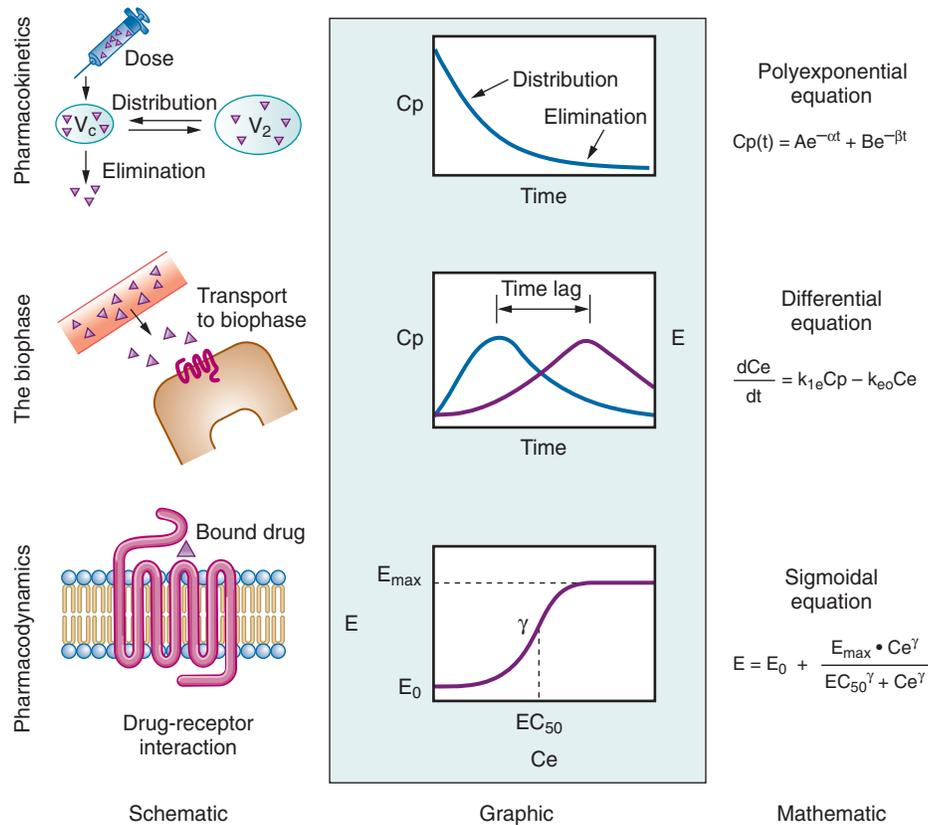 Pharmacokinetics
Dose
Distribution
Vc
V2
Elimination
Cp
Distribution
Elimination
Time
Polyexponential
equation
Cp(t) = Ae^–αt + Be^–βt
The biophase
Transport
to biophase
Time lag
Cp
E
Time
Differential
equation
dCe
dt
= k1eCp – keoCe
Pharmacodynamics
Bound drug
Drug-receptor
interaction
Emax
E
γ
E0
EC50
Ce
Sigmoidal
equation
E = E0 +
Emax • Ce^γ
EC50^γ + Ce^γ
Schematic
Graphic
Mathematic